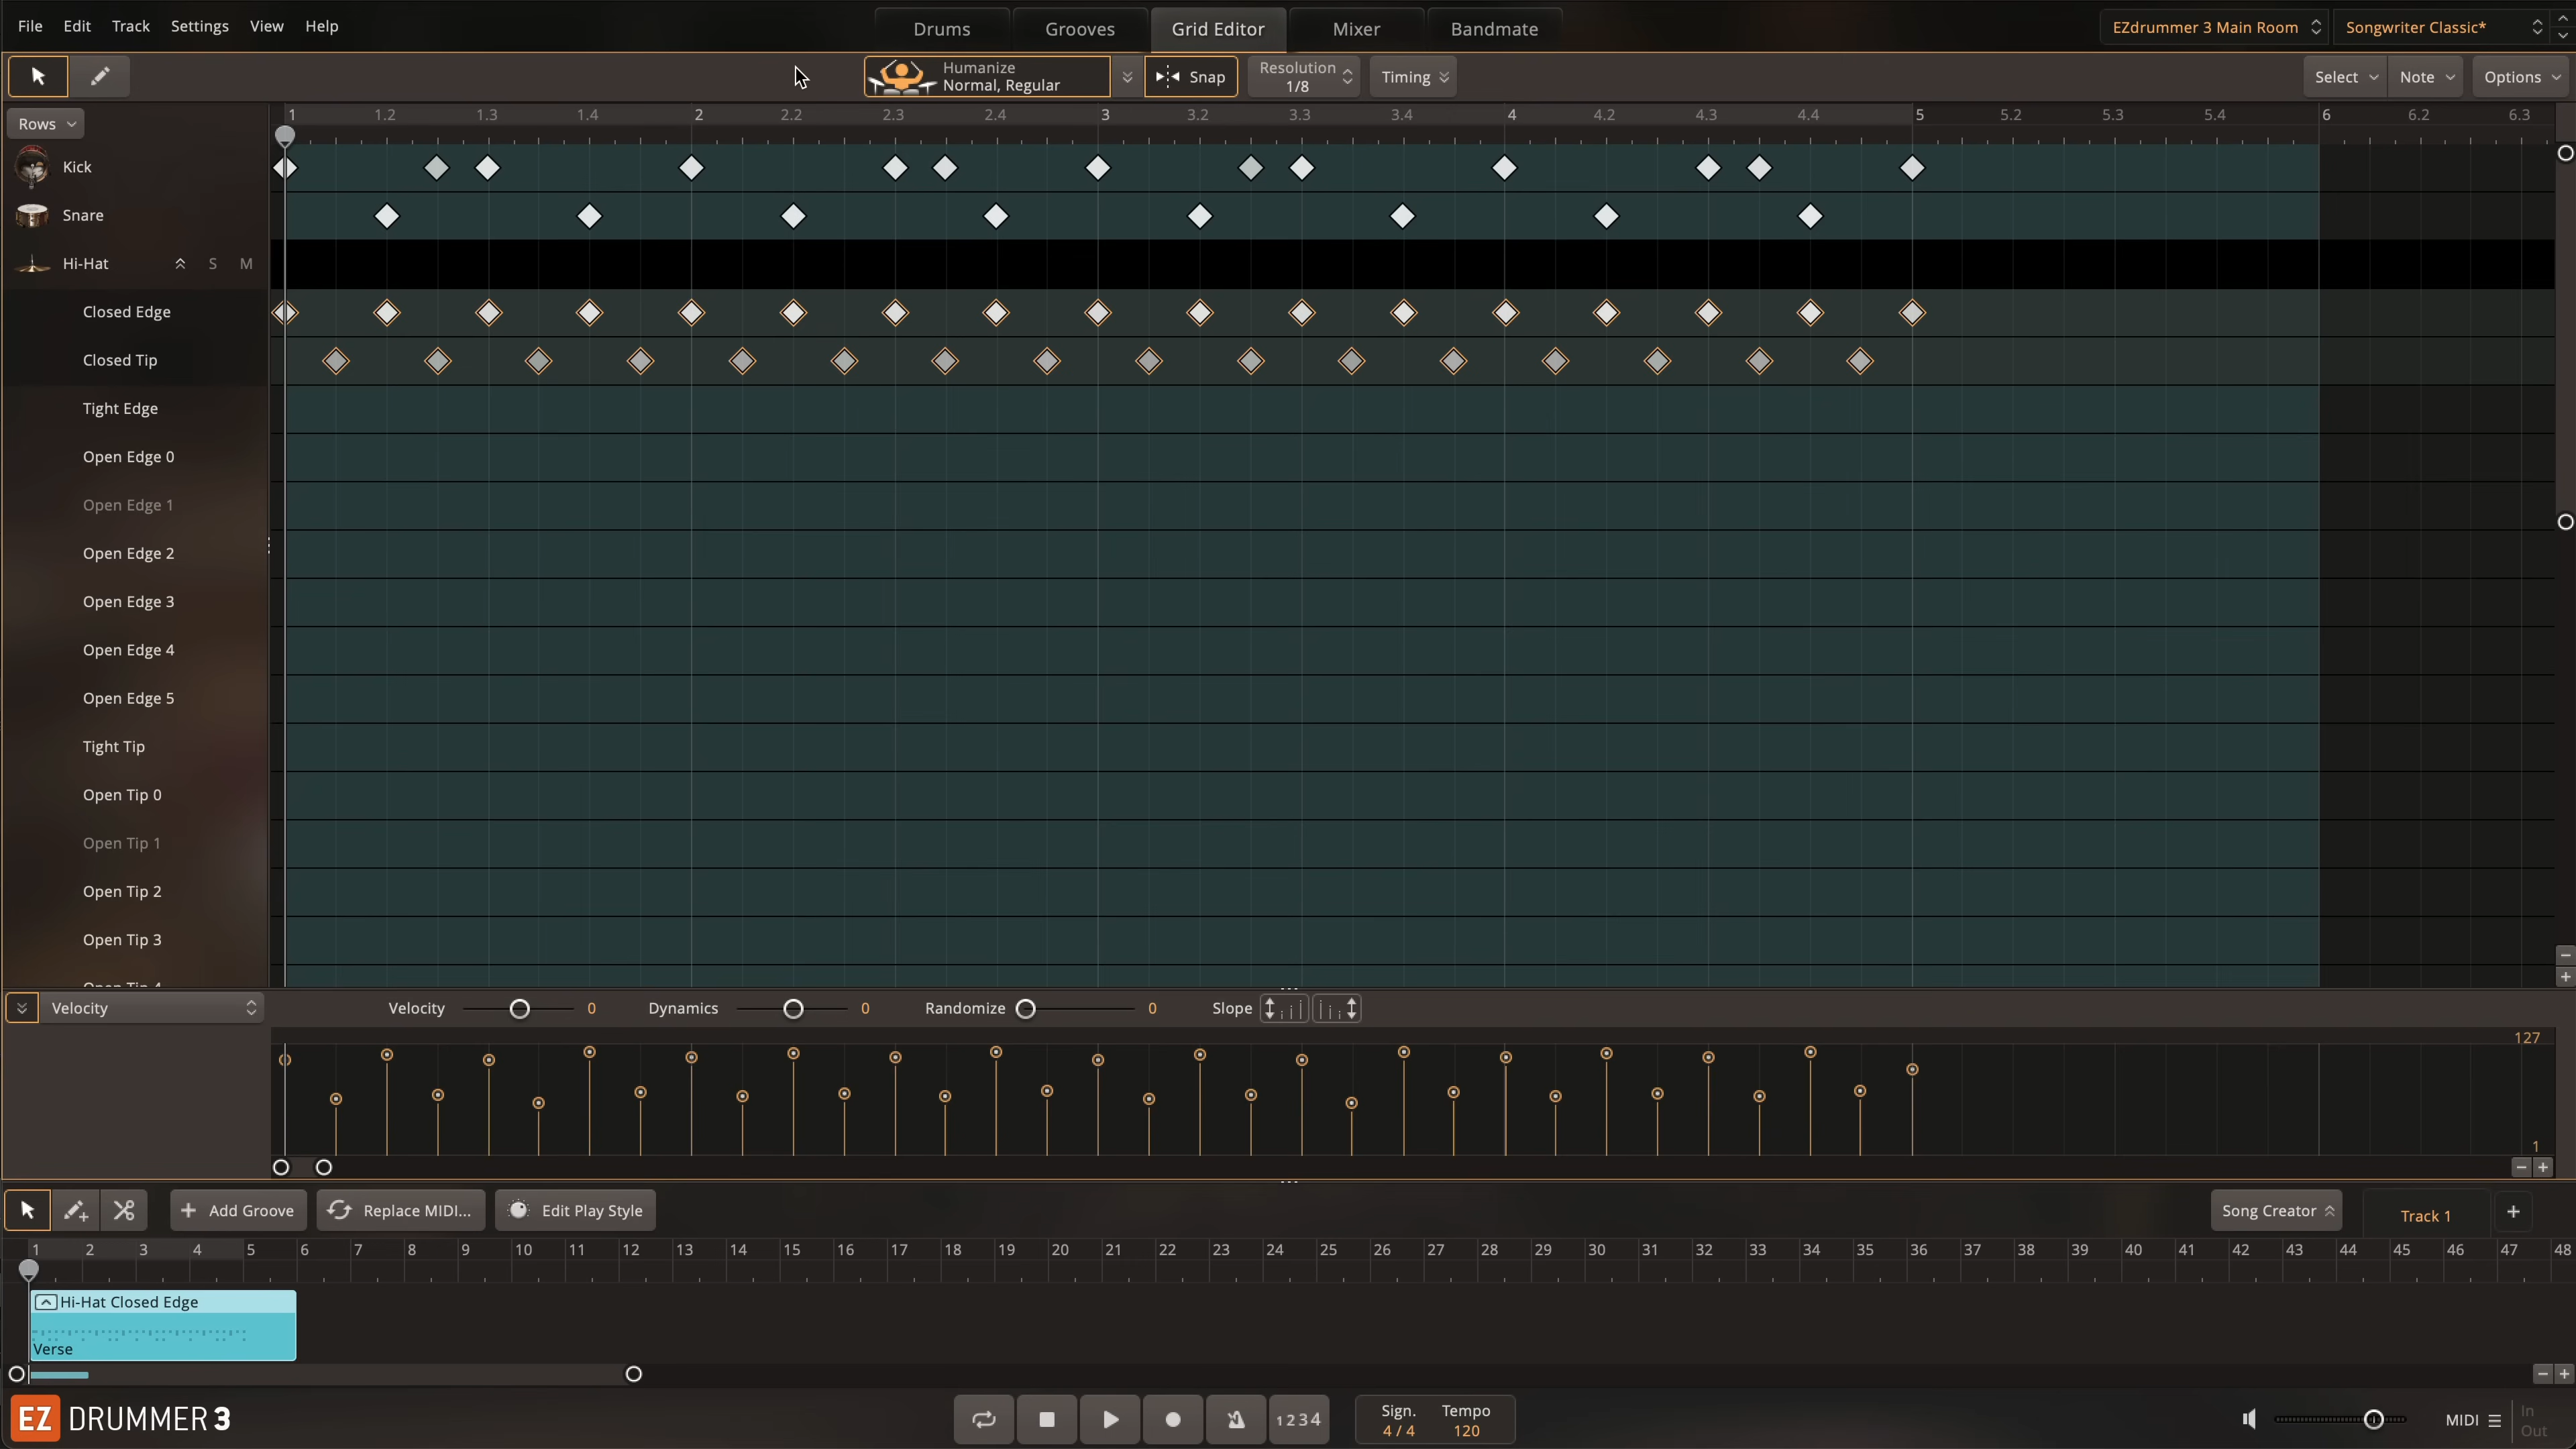 File Edit Track Settings View Help
Drums Grooves Grid Editor Mixer Bandmate
EZdrummer 3 Main Room Songwriter Classic*
Humanize
Normal, Regular
Snap
Resolution
1/8
Timing
Select Note Options
Rows
1 1.2 1.3 1.4 2 2.2 2.3 2.4 3 3.2 3.3 3.4 4 4.2 4.3 4.4 5 5.2 5.3 5.4 6 6.2 6.3
Kick
Snare
Hi-Hat S M
Closed Edge
Closed Tip
Tight Edge
Open Edge 0
Open Edge 1
Open Edge 2
Open Edge 3
Open Edge 4
Open Edge 5
Tight Tip
Open Tip 0
Open Tip 1
Open Tip 2
Open Tip 3
Open Tip 4
Velocity Velocity 0 Dynamics 0 Randomize 0 Slope
127
1
Add Groove Replace MIDI... Edit Play Style Song Creator Track 1
1 2 3 4 5 6 7 8 9 10 11 12 13 14 15 16 17 18 19 20 21 22 23 24 25 26 27 28 29 30 31 32 33 34 35 36 37 38 39 40 41 42 43 44 45 46 47 48
Hi-Hat Closed Edge
Verse
EZ DRUMMER 3
1 2 3 4
Sign. Tempo
4 / 4 120
MIDI
In
Out